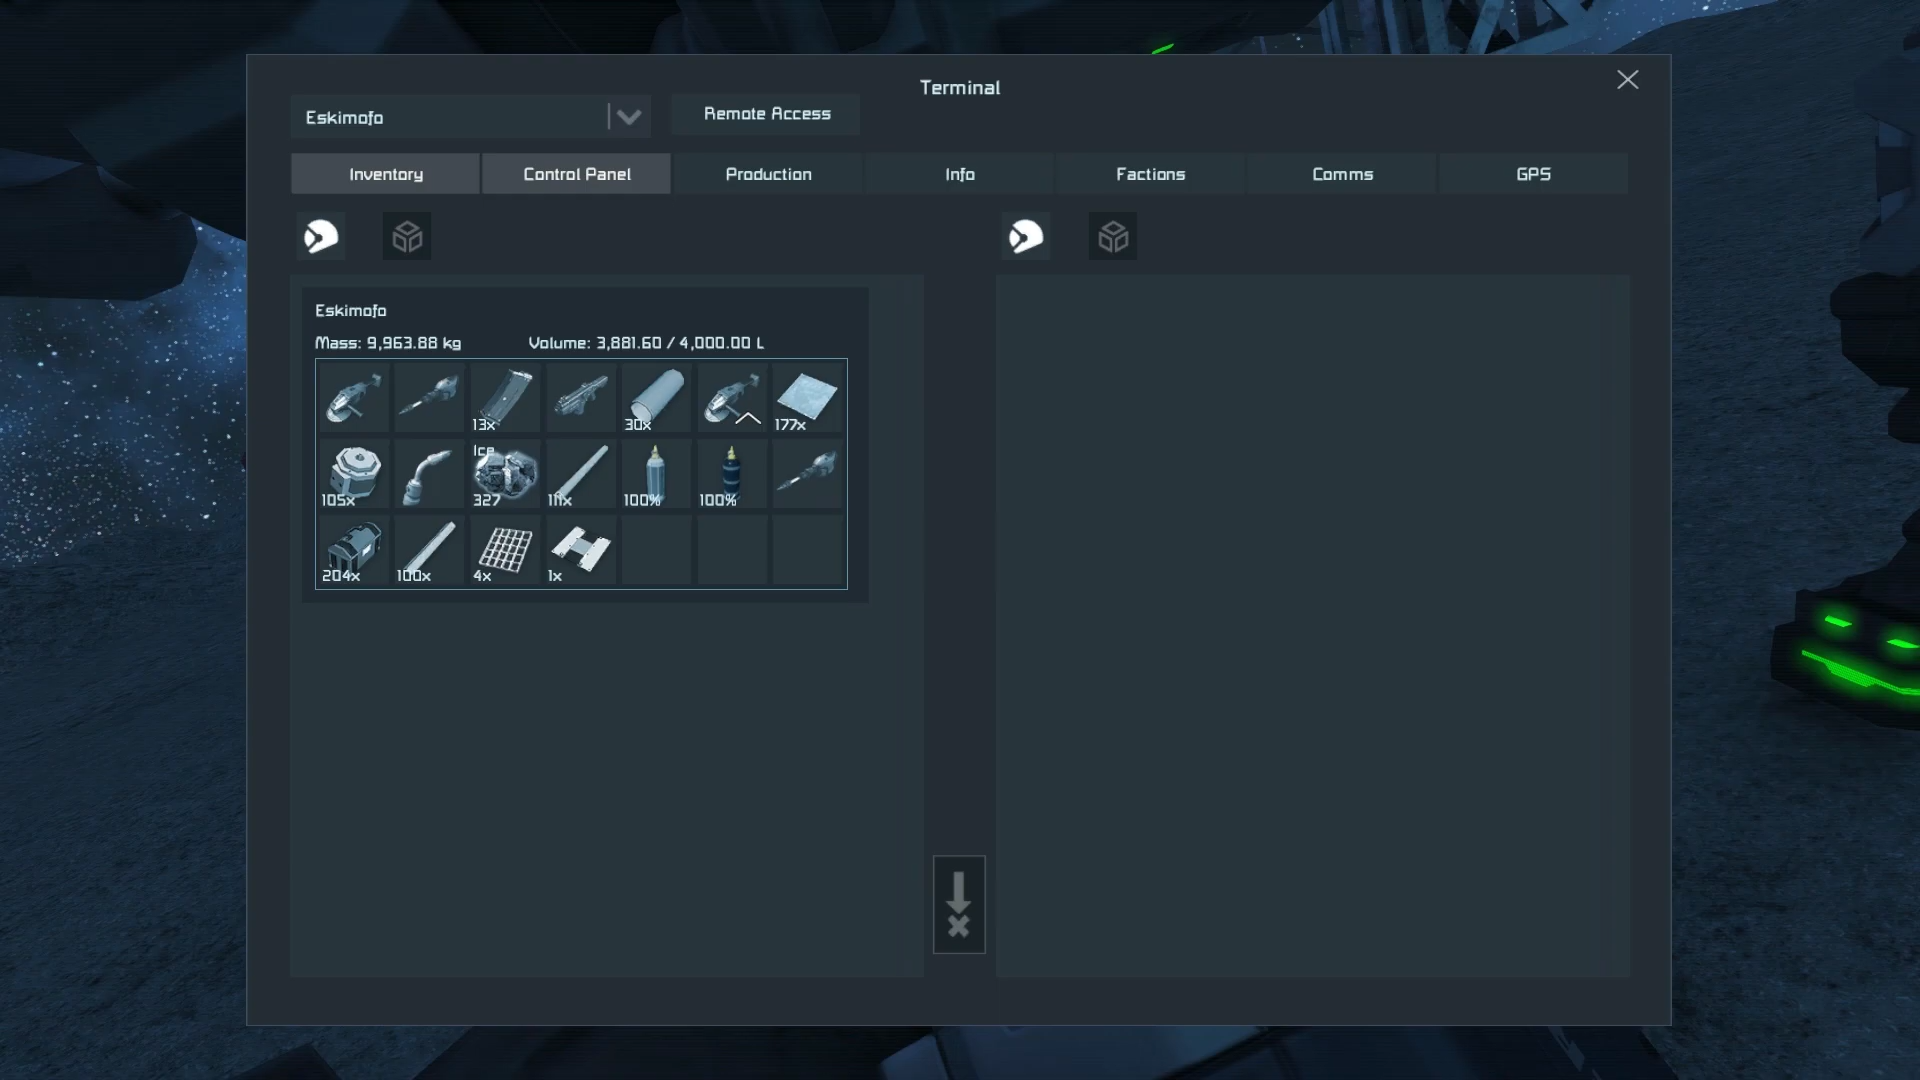 Terminal
Eskimofo
Remote Access
Inventory
Control Panel
Production
Info
Factions
Comms
GPS
Eskimofo
Mass: 9,963.88 kg
Volume: 3,881.60 / 4,000.00 L
13x
30x
177x
105x
Ice
327
111x
100%
100%
204x
100x
4x
1x